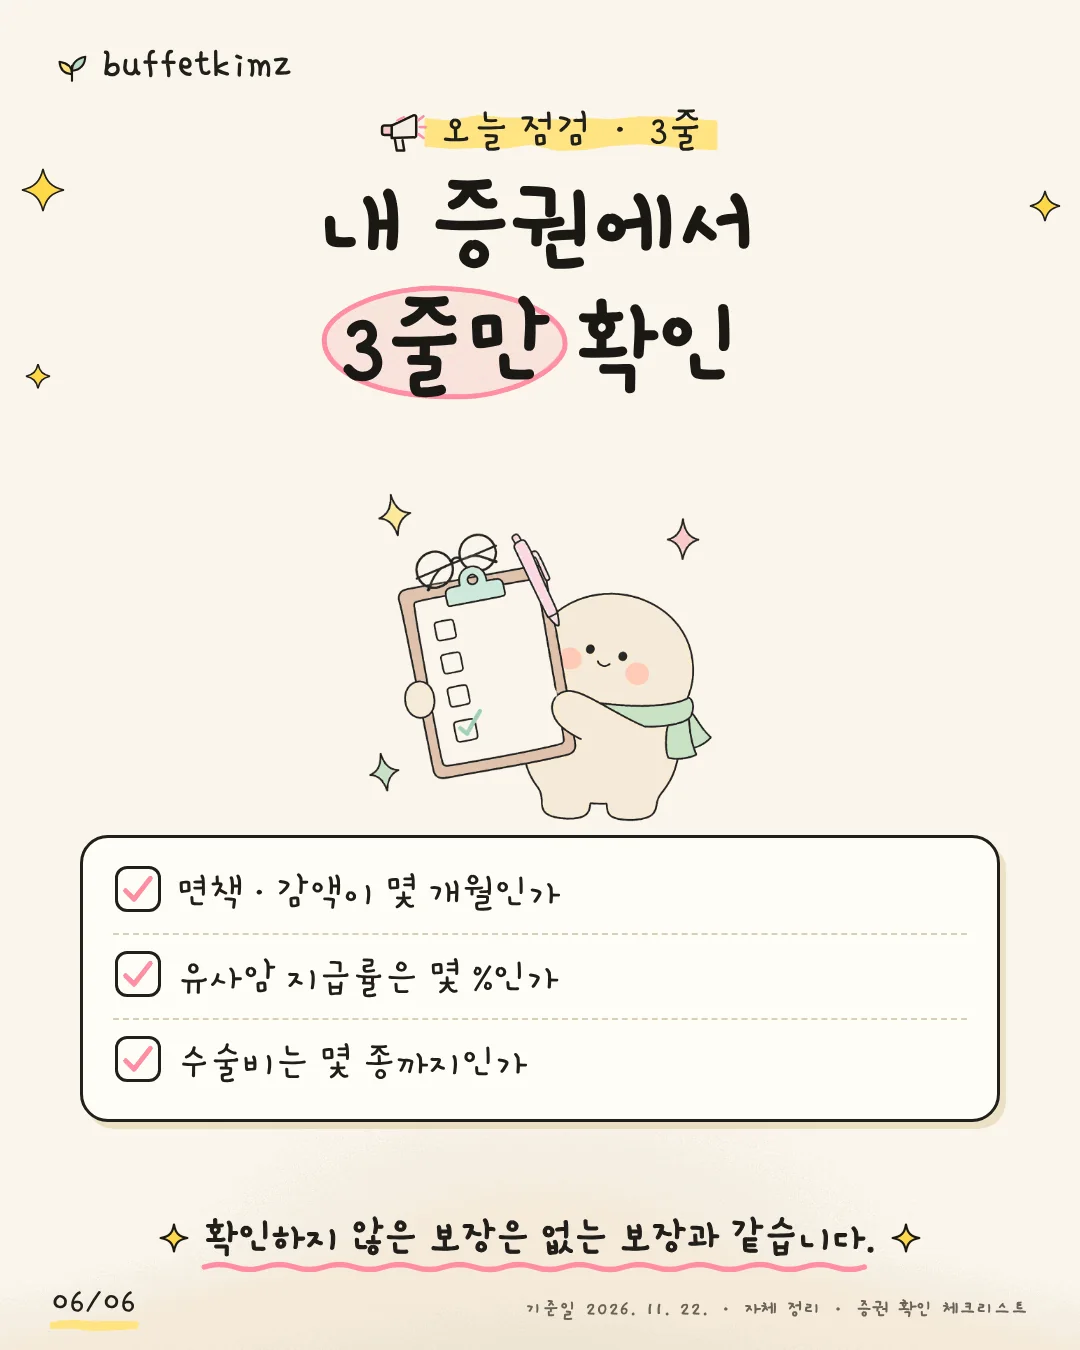 buffetkimz
오늘 점검 · 3줄
내 증권에서
3줄만 확인
면책·감액이 몇 개월인가
유사암 지급률은 몇 %인가
수술비는 몇 종까지인가
확인하지 않은 보장은 없는 보장과 같습니다.
06/06
기준일 2026. 11. 22. · 자체 정리 · 증권 확인 체크리스트